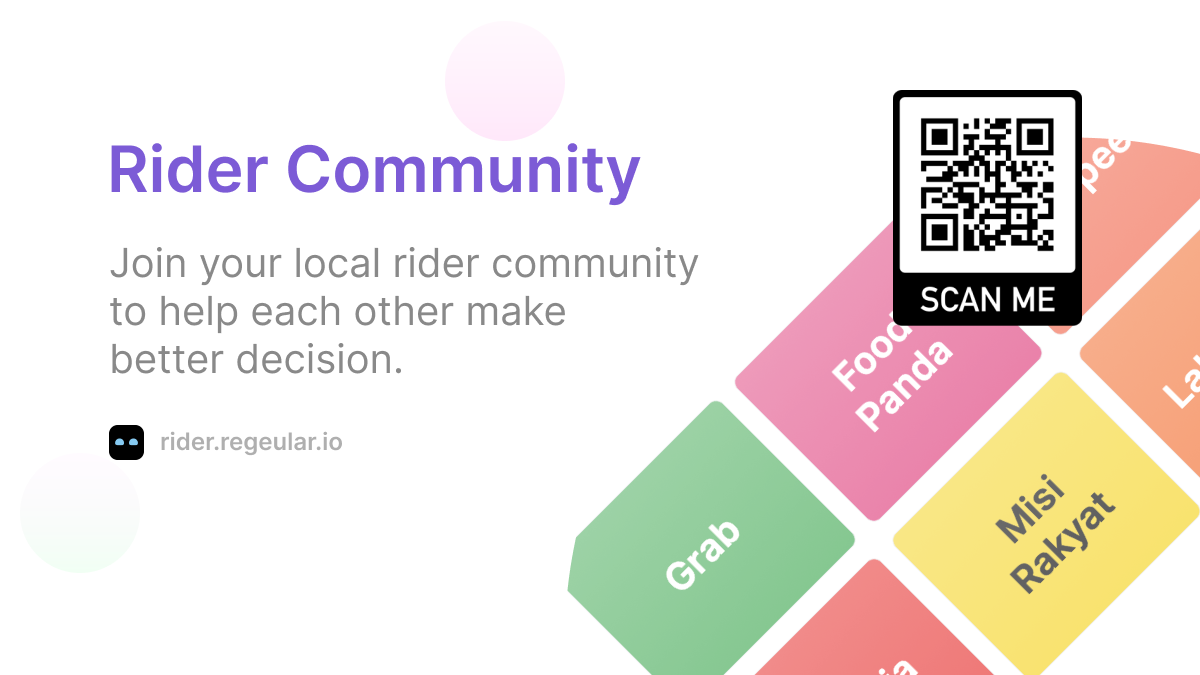 Rider Community
Join your local rider community
to help each other make
better decision.
rider.regeular.io
SCAN ME
Food
Panda
Grab
Misi
Rakyat